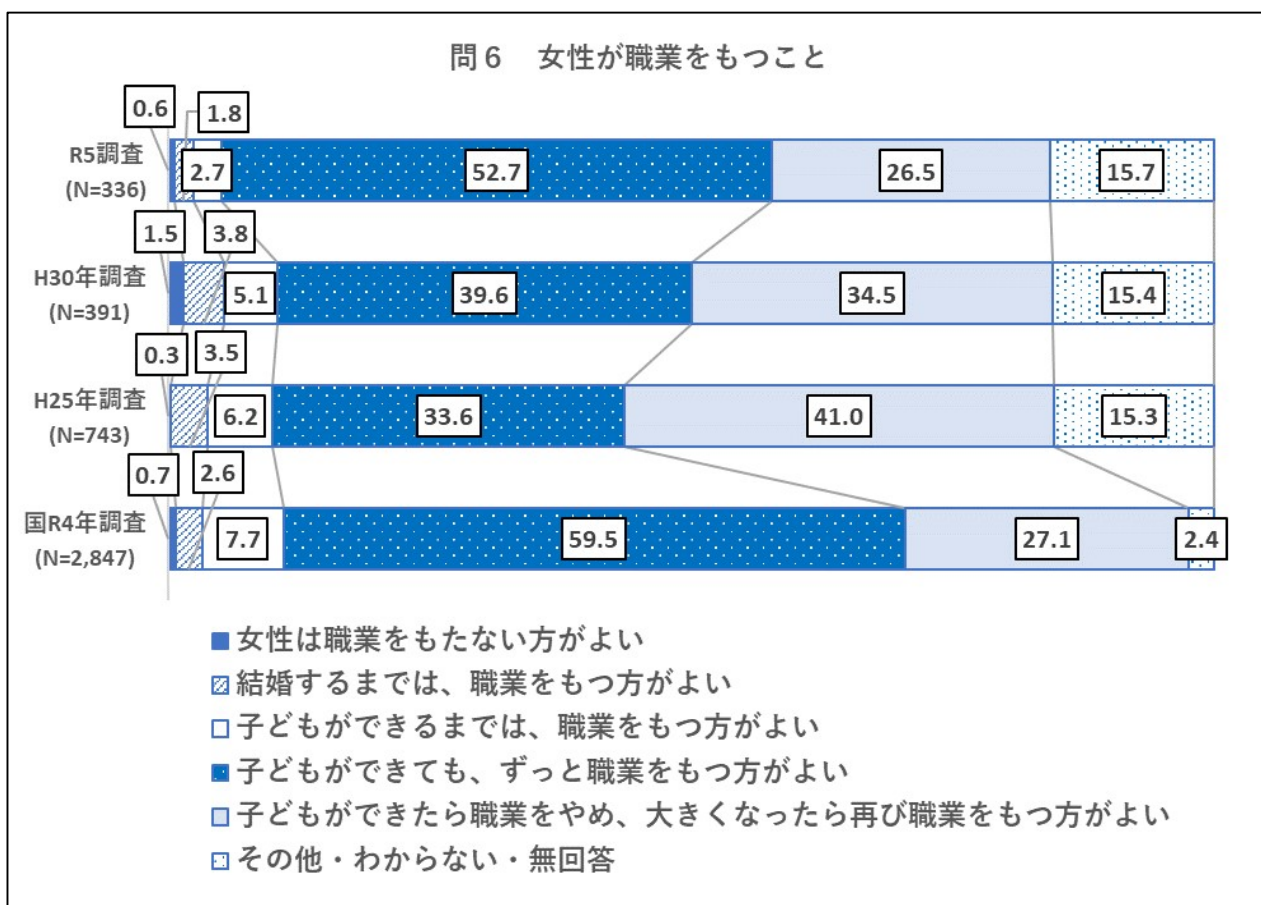 問６　女性が職業をもつこと
0.6
1.8
R5調査
(N=336)
2.7
52.7
26.5
15.7
1.5
3.8
H30年調査
(N=391)
5.1
39.6
34.5
15.4
0.3
3.5
H25年調査
(N=743)
6.2
33.6
41.0
15.3
0.7
2.6
国R4年調査
(N=2,847)
7.7
59.5
27.1
2.4
女性は職業をもたない方がよい
結婚するまでは、職業をもつ方がよい
子どもができるまでは、職業をもつ方がよい
子どもができても、ずっと職業をもつ方がよい
子どもができたら職業をやめ、大きくなったら再び職業をもつ方がよい
その他・わからない・無回答